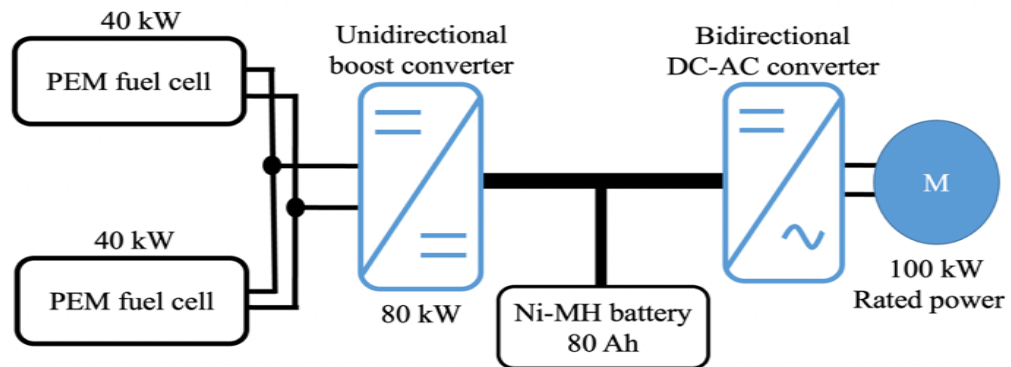 40 kW
PEM fuel cell
40 kW
PEM fuel cell
Unidirectional
boost converter
80 kW
Ni-MH battery
80 Ah
Bidirectional
DC-AC converter
M
100 kW
Rated power